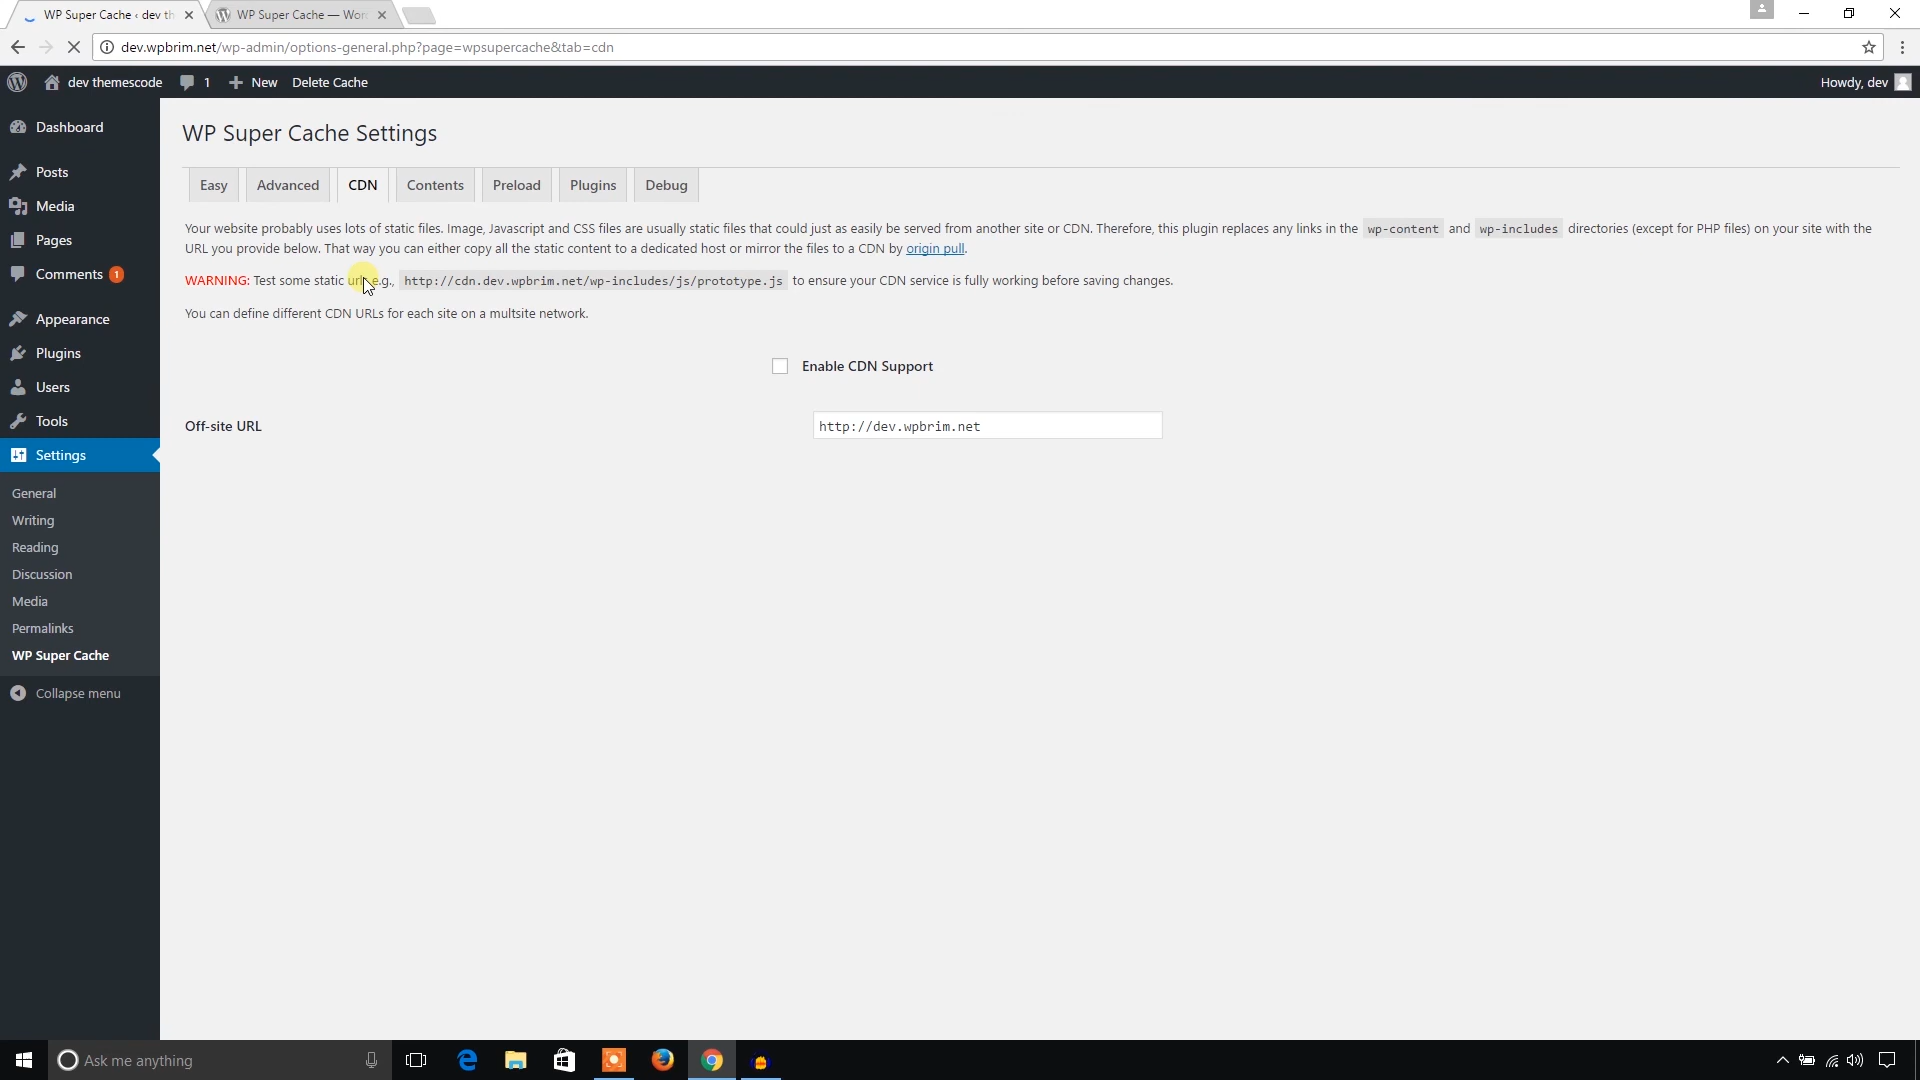 WP Super Cache ‹ dev th
WP Super Cache — Wor
dev.wpbrim.net/wp-admin/options-general.php?page=wpsupercache&tab=cdn
dev themescode
1
New
Delete Cache
Howdy, dev
Dashboard
Posts
Media
Pages
Comments 1
Appearance
Plugins
Users
Tools
Settings
General
Writing
Reading
Discussion
Media
Permalinks
WP Super Cache
Collapse menu
WP Super Cache Settings
Easy
Advanced
CDN
Contents
Preload
Plugins
Debug
Your website probably uses lots of static files. Image, Javascript and CSS files are usually static files that could just as easily be served from another site or CDN. Therefore, this plugin replaces any links in the wp-content and wp-includes directories (except for PHP files) on your site with the
URL you provide below. That way you can either copy all the static content to a dedicated host or mirror the files to a CDN by origin pull.
WARNING: Test some static url e.g., http://cdn.dev.wpbrim.net/wp-includes/js/prototype.js to ensure your CDN service is fully working before saving changes.
You can define different CDN URLs for each site on a multsite network.
Enable CDN Support
Off-site URL
http://dev.wpbrim.net
Ask me anything